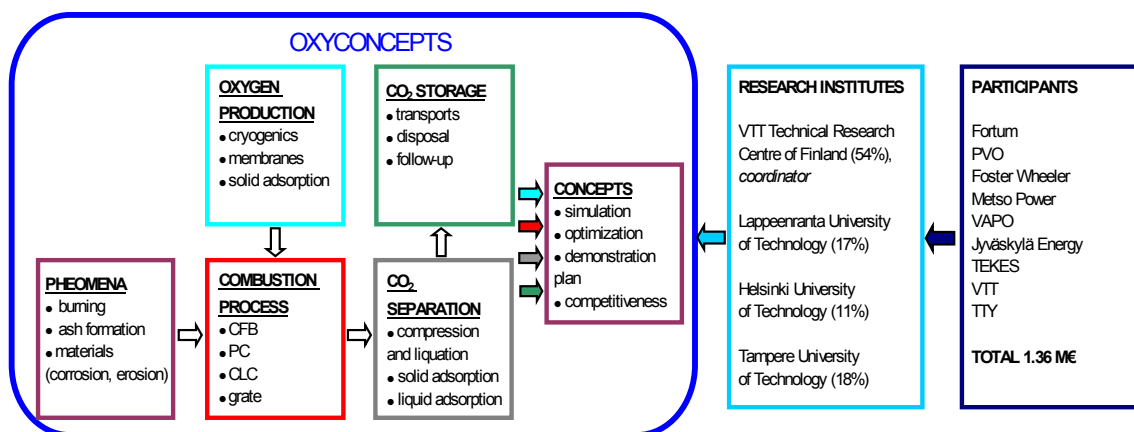 OXYCONCEPTS
OXYGEN
PRODUCTION
● cryogenics
● membranes
● solid adsorption
CO₂ STORAGE
● transports
● disposal
● follow-up
PHEOMENA
● burning
● ash formation
● materials
(corrosion, erosion)
COMBUSTION
PROCESS
● CFB
● PC
● CLC
● grate
CO₂
SEPARATION
● compression
and liquation
● solid adsorption
● liquid adsorption
CONCEPTS
● simulation
● optimization
● demonstration
plan
● competitiveness
RESEARCH INSTITUTES
VTT Technical Research
Centre of Finland (54%),
coordinator
Lappeenranta University
of Technology (17%)
Helsinki University
of Technology (11%)
Tampere University
of Technology (18%)
PARTICIPANTS
Fortum
PVO
Foster Wheeler
Metso Power
VAPO
Jyväskylä Energy
TEKES
VTT
TTY
TOTAL 1.36 M€